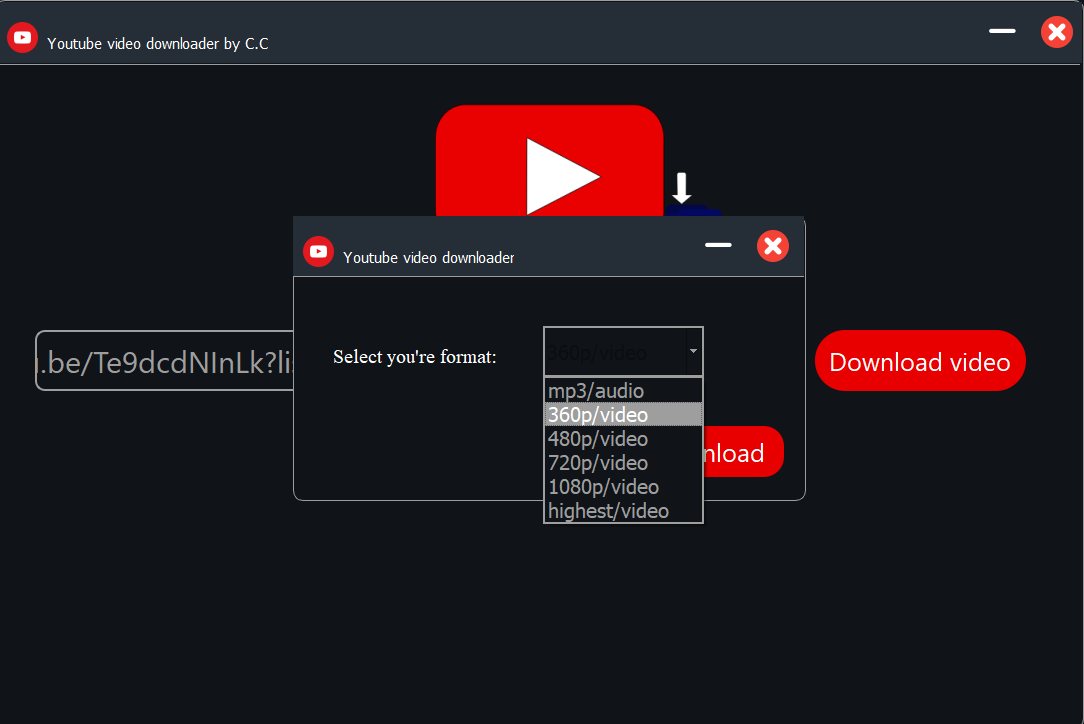 Youtube video downloader by C.C
Youtube video downloader
.be/Te9dcdNInLk?li
Select you're format:
360p/video
Download video
mp3/audio
360p/video
480p/video
nload
720p/video
1080p/video
highest/video